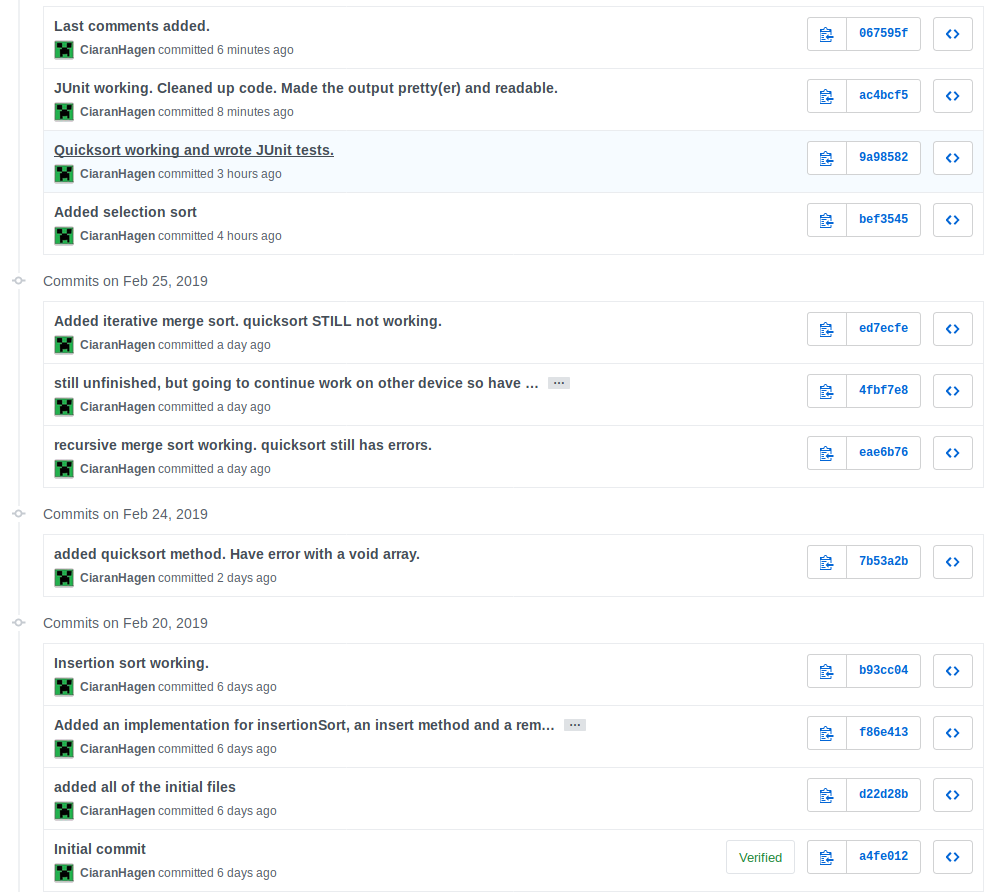 Last comments added.
CiaranHagen committed 6 minutes ago
067595f
JUnit working. Cleaned up code. Made the output pretty(er) and readable.
CiaranHagen committed 8 minutes ago
ac4bcf5
Quicksort working and wrote JUnit tests.
CiaranHagen committed 3 hours ago
9a98582
Added selection sort
CiaranHagen committed 4 hours ago
bef3545
Commits on Feb 25, 2019
Added iterative merge sort. quicksort STILL not working.
CiaranHagen committed a day ago
ed7ecfe
still unfinished, but going to continue work on other device so have … …
CiaranHagen committed a day ago
4fbf7e8
recursive merge sort working. quicksort still has errors.
CiaranHagen committed a day ago
eae6b76
Commits on Feb 24, 2019
added quicksort method. Have error with a void array.
CiaranHagen committed 2 days ago
7b53a2b
Commits on Feb 20, 2019
Insertion sort working.
CiaranHagen committed 6 days ago
b93cc04
Added an implementation for insertionSort, an insert method and a rem… …
CiaranHagen committed 6 days ago
f86e413
added all of the initial files
CiaranHagen committed 6 days ago
d22d28b
Initial commit
CiaranHagen committed 6 days ago
Verified
a4fe012